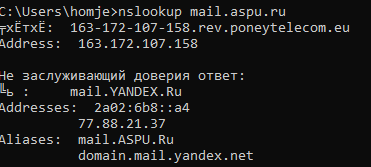 C:\Users\homje>nslookup mail.aspu.ru
╤хЁтхЁ: 163-172-107-158.rev.poneytelecom.eu
Address: 163.172.107.158
Не заслуживающий доверия ответ:
╚ь : mail.YANDEX.Ru
Addresses: 2a02:6b8::a4
77.88.21.37
Aliases: mail.ASPU.Ru
domain.mail.yandex.net